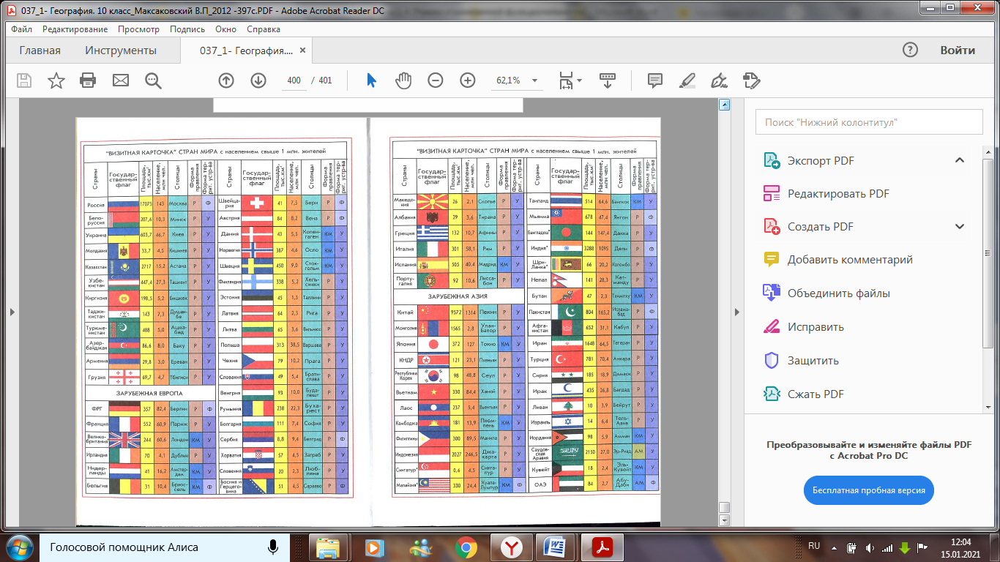 037_1- География. 10 класс_Максаковский В.П_2012 -397с.PDF - Adobe Acrobat Reader DC
Файл Редактирование Просмотр Подпись Окно Справка
Главная Инструменты 037_1- География.... × Войти
400 / 401 62,1%
"ВИЗИТНАЯ КАРТОЧКА" СТРАН МИРА с населением свыше 1 млн. жителей
Страны Государственный флаг Площадь, тыс.км² Население, млн чел. Столицы Форма правления Форма террит. устр-ва Страны Государственный флаг Площадь, тыс.км² Население, млн чел. Столицы Форма правления Форма террит. устр-ва
Россия 17075 143 Москва Р Ф Швейцария 41 7,5 Берн Р Ф
Белоруссия 207,6 10,3 Минск Р У Австрия 84 8,2 Вена Р Ф
Украина 603,7 46,7 Киев Р У Дания 43 5,5 Копенгаген КМ У
Молдавия 33,7 4,5 Кишинев Р У Норвегия 387 4,6 Осло КМ У
Казахстан 2717 15,2 Астана Р У Швеция 450 9,0 Стокгольм КМ У
Узбекистан 447,4 27,3 Ташкент Р У Финляндия 338 5,2 Хельсинки Р У
Киргизия 198,5 5,2 Бишкек Р У Эстония 45 1,3 Таллинн Р У
Таджикистан 143 Душанбе Р У Латвия 64 2,3 Рига Р У
Туркменистан 488 5,0 Ашхабад Р У Литва 65 3,6 Вильнюс Р У
Азербайджан 86,6 8,0 Баку Р У Польша 313 38,5 Варшава Р У
Армения 29,8 3,0 Ереван Р У Чехия 79 10,2 Прага Р У
Грузия 69,7 4,7 Тбилиси Р У Словакия 49 5,4 Братислава Р У
ЗАРУБЕЖНАЯ ЕВРОПА Венгрия 93 10,0 Будапешт Р У
ФРГ 357 82,4 Берлин Р Ф Румыния 238 22,3 Бухарест Р У
Франция 552 60,9 Париж Р У Болгария 111 7,4 София Р У
Великобритания 244 60,6 Лондон КМ У Сербия 8,8 9,4 Белград Р Ф
Ирландия 70 4,1 Дублин Р У Хорватия 57 4,5 Загреб Р У
Нидерланды 41 16,2 Амстердам КМ У Словения 20 2,3 Любляна Р У
Бельгия 31 10,4 Брюссель КМ Ф Босния и Герцеговина 51 4,5 Сараево Р Ф
"ВИЗИТНАЯ КАРТОЧКА" СТРАН МИРА с населением свыше 1 млн. жителей
Страны Государственный флаг Площадь, тыс.км² Население, млн чел. Столицы Форма правления Форма террит. устр-ва Страны Государственный флаг Площадь, тыс.км² Население, млн чел. Столицы Форма правления Форма террит. устр-ва
Македония 26 2,1 Скопье Р У Таиланд 514 64,6 Бангкок КМ У
Албания 29 3,6 Тирана Р У Мьянма 678 47,4 Янгон Р Ф
Греция 132 10,7 Афины Р У Бангладеш* 144 147,4 Дакка Р У
Италия 301 58,1 Рим Р У Индия* 3288 1095 Дели Р Ф
Испания 505 40,4 Мадрид КМ У Шри-Ланка* 66 20,2 Коломбо Р У
Португалия 92 10,6 Лиссабон Р У Непал 141 28,3 Катманду Р У
ЗАРУБЕЖНАЯ АЗИЯ Бутан 47 2,3 Тхимпху КМ У
Китай 9572 1314 Пекин Р У Пакистан* 804 165,2 Исламабад Р Ф
Монголия 1565 2,8 Улан-Батор Р У Афганистан 652 31,1 Кабул Р У
Япония 372 127 Токио КМ У Иран 1648 64,5 Тегеран Р У
КНДР 121 23,1 Пхеньян Р У Турция 781 70,4 Анкара Р У
Республика Корея 98 48,8 Сеул Р У Сирия 185 18,9 Дамаск Р У
Вьетнам 330 84,4 Ханой Р У Ирак 435 26,8 Багдад Р У
Лаос 237 5,4 Вьентьян Р У Ливан 10 3,9 Бейрут Р У
Камбоджа 181 13,9 Пномпень КМ У Израиль 14 6,4 Тель-Авив Р У
Филиппины 300 89,5 Манила Р У Иордания 98 5,9 Амман КМ У
Индонезия 2027 246,5 Джакарта Р У Саудовская Аравия 2150 27,0 Эр-Рияд АМ У
Сингапур* 0,6 4,5 Сингапур Р У Кувейт 18 2,4 Эль-Кувейт КМ У
Малайзия* 330 24,4 Куала-Лумпур КМ Ф ОАЭ 84 2,7 Абу-Даби АМ Ф
Поиск "Нижний колонтитул"
Экспорт PDF
Редактировать PDF
Создать PDF
Добавить комментарий
Объединить файлы
Исправить
Защитить
Сжать PDF
Преобразовывайте и изменяйте файлы PDF
с Acrobat Pro DC
Бесплатная пробная версия
Голосовой помощник Алиса
RU
12:04
15.01.2021